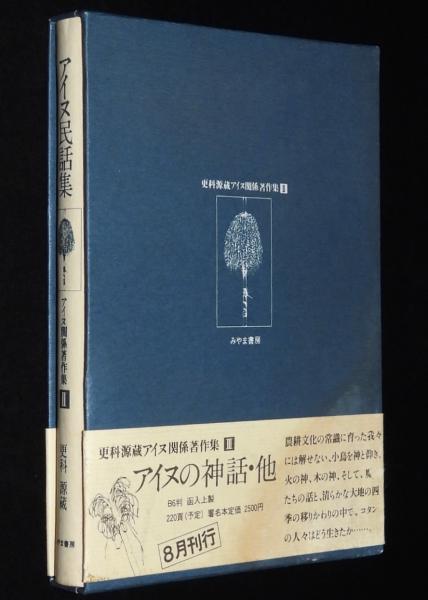 アイヌ民話集
アイヌ関係著作集 II
更科 源蔵
みやま書房
更科源蔵アイヌ関係著作集 II
みやま書房
更科源蔵アイヌ関係著作集 III
アイヌの神話・他
B6判 函入上製
220頁(予定) 署名本定価 2500円
8月刊行
農耕文化の常識に育った我々
には解せない、小鳥を神と仰き、
火の神、木の神、そして、風
たちの話と、清らかな大地の四
季の移りかわりの中で、コタン
の人々はどう生きたか……。